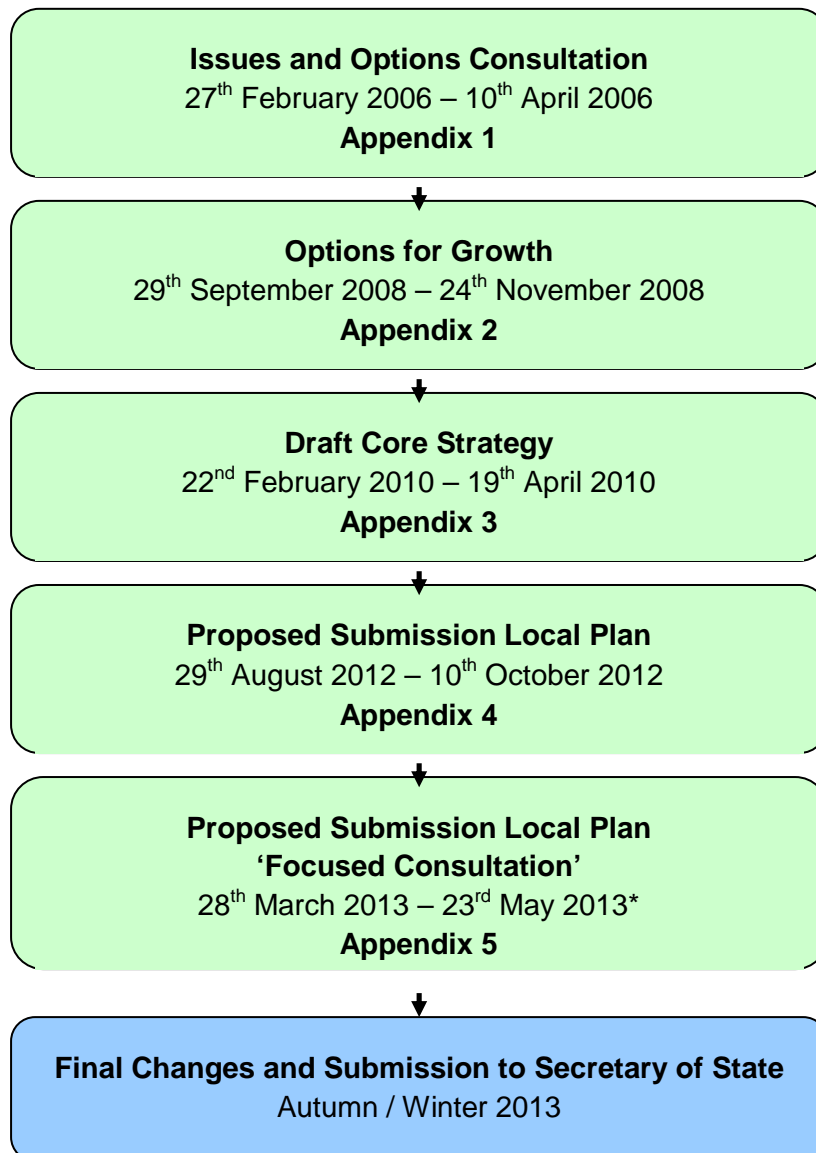 Issues and Options Consultation
27th February 2006 – 10th April 2006
Appendix 1
Options for Growth
29th September 2008 – 24th November 2008
Appendix 2
Draft Core Strategy
22nd February 2010 – 19th April 2010
Appendix 3
Proposed Submission Local Plan
29th August 2012 – 10th October 2012
Appendix 4
Proposed Submission Local Plan
‘Focused Consultation’
28th March 2013 – 23rd May 2013*
Appendix 5
Final Changes and Submission to Secretary of State
Autumn / Winter 2013